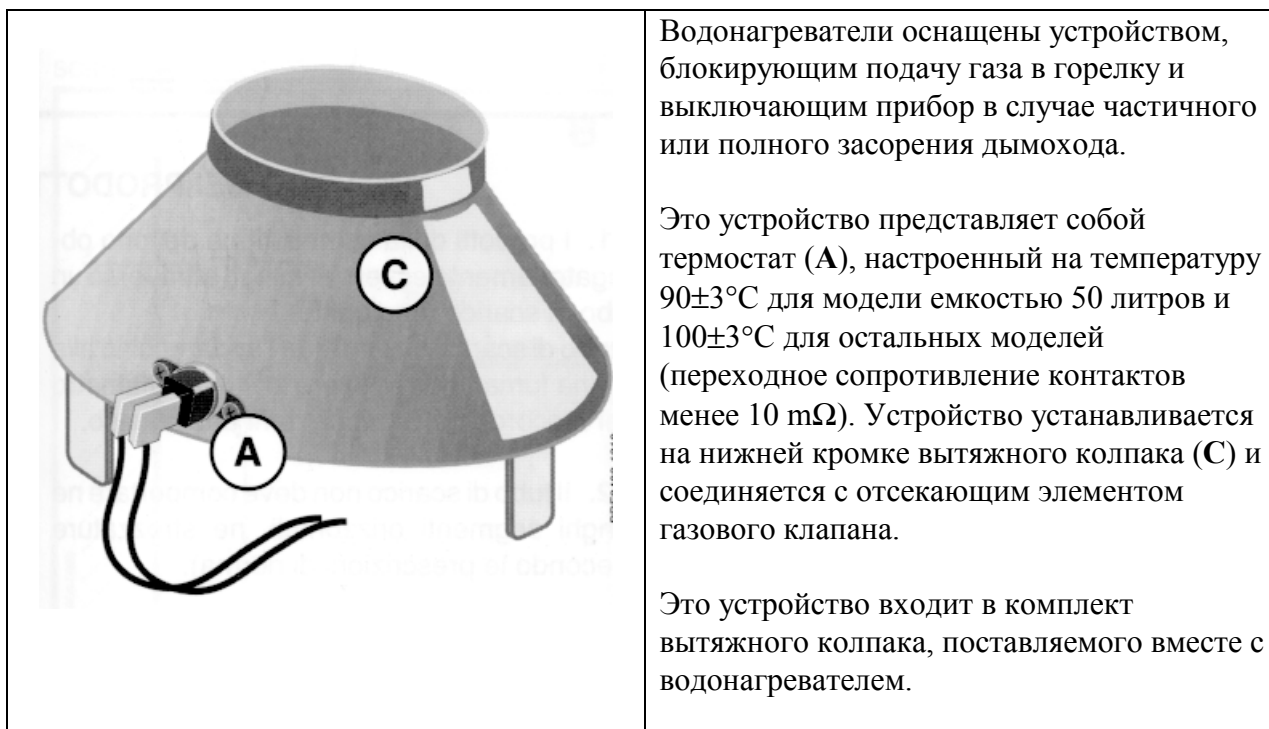 C
A
Водонагреватели оснащены устройством,
блокирующим подачу газа в горелку и
выключающим прибор в случае частичного
или полного засорения дымохода.
Это устройство представляет собой
термостат (A), настроенный на температуру
90±3°C для модели емкостью 50 литров и
100±3°C для остальных моделей
(переходное сопротивление контактов
менее 10 mΩ). Устройство устанавливается
на нижней кромке вытяжного колпака (C) и
соединяется с отсекающим элементом
газового клапана.
Это устройство входит в комплект
вытяжного колпака, поставляемого вместе с
водонагревателем.